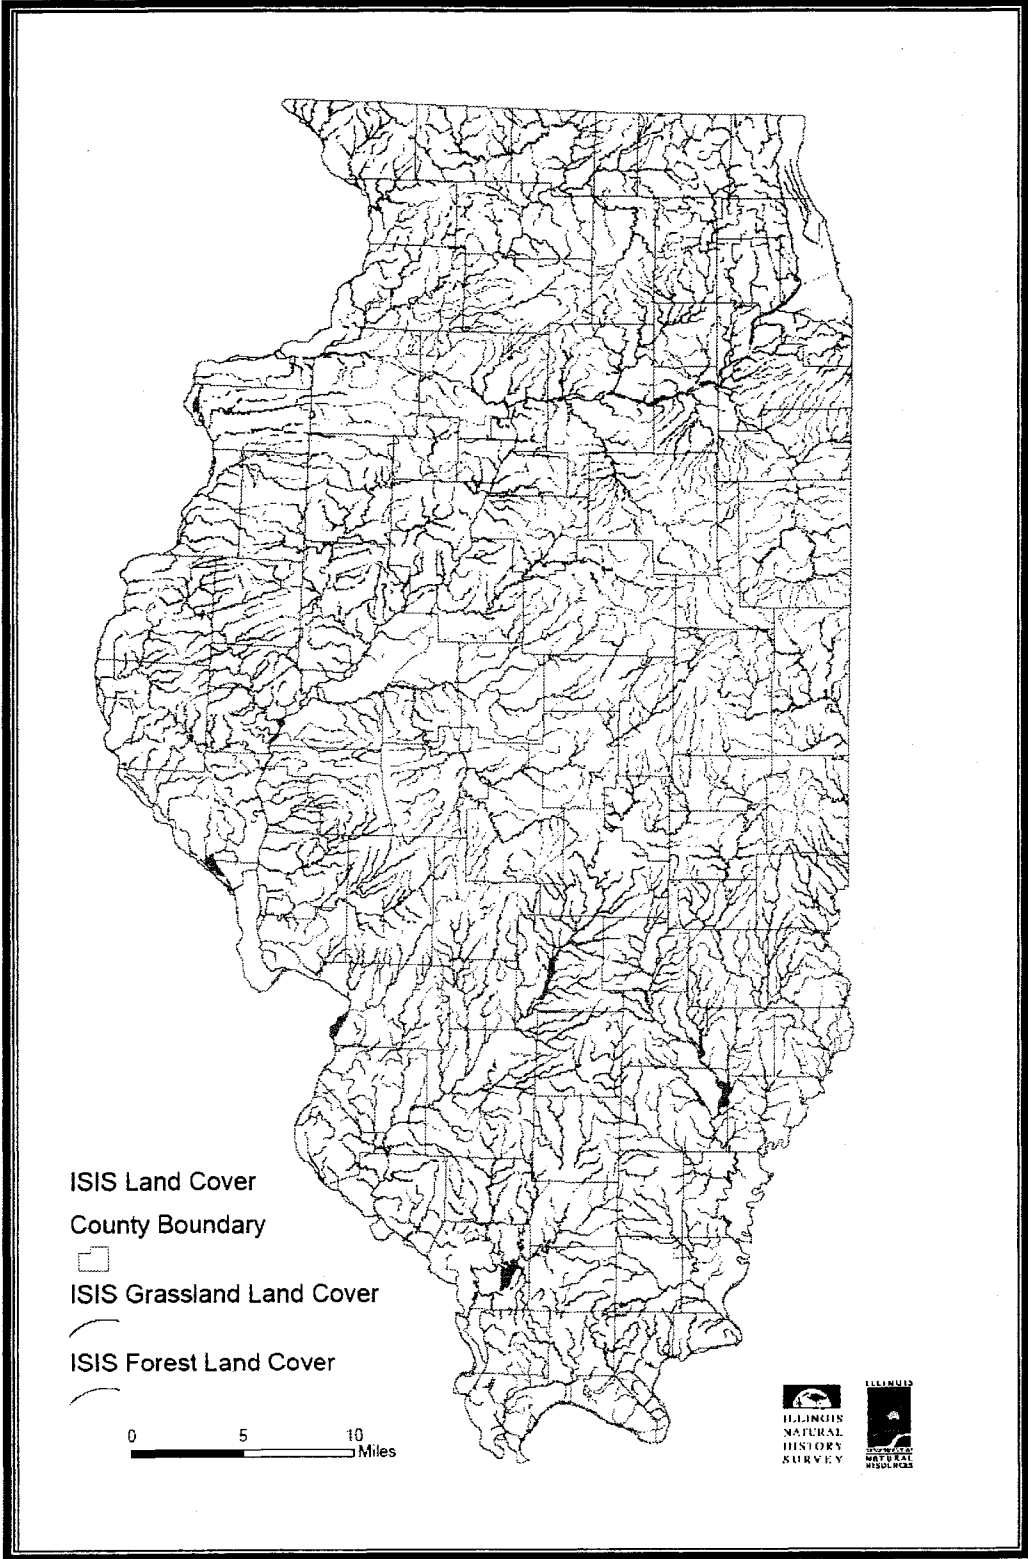 ISIS Land Cover
County Boundary
ISIS Grassland Land Cover
ISIS Forest Land Cover
0 5 10
Miles
ILLINOIS
NATURAL
HISTORY
SURVEY
ILLINOIS
NATURAL
RESOURCES